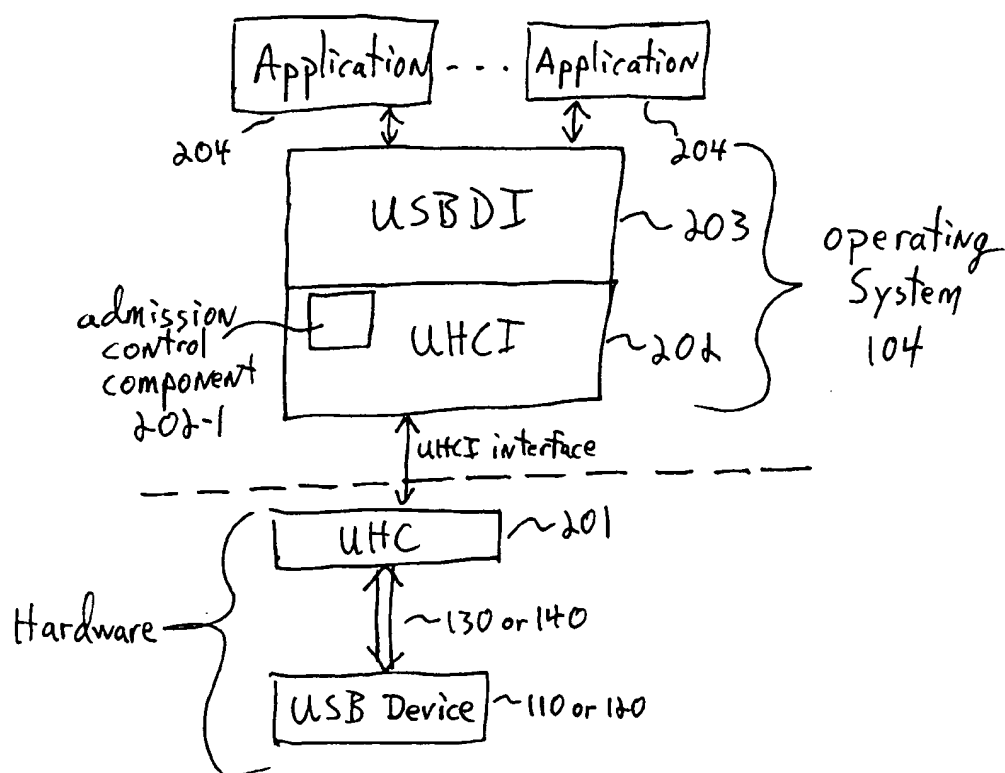 Application - - - Application
204
204
USBDI
203
operating
System
104
admission
control
component
202-1
UHCI
202
UHCI interface
UHC
201
Hardware
130 or 140
USB Device
110 or 120